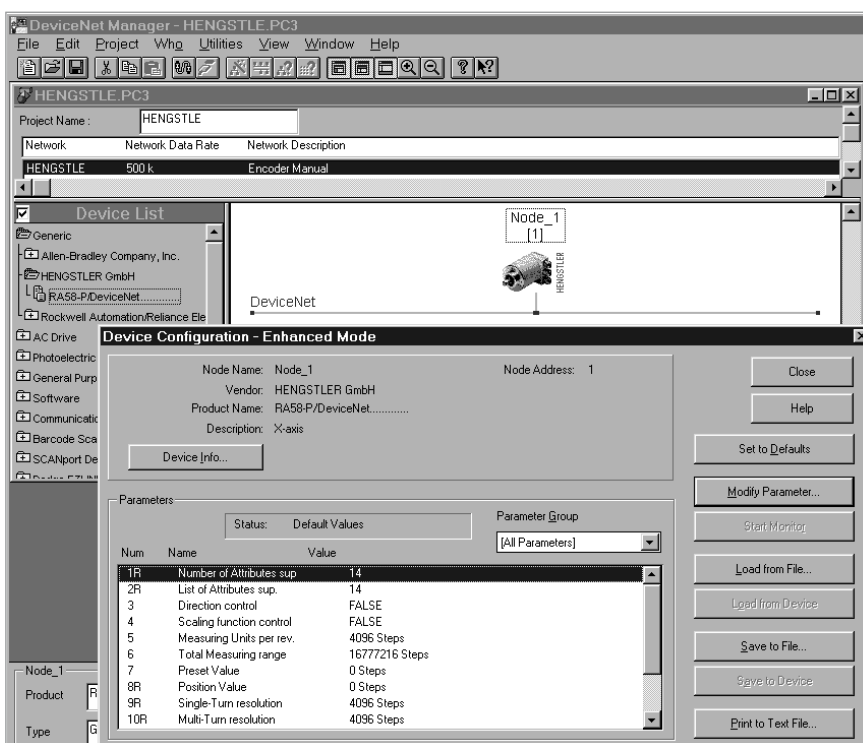 DeviceNet Manager - HENGSTLE.PC3
File Edit Project Who Utilities View Window Help
HENGSTLE.PC3
Project Name : HENGSTLE
Network Network Data Rate Network Description
HENGSTLE 500 k Encoder Manual
Device List
Generic
Allen-Bradley Company, Inc.
HENGSTLER GmbH
RA58-P/DeviceNet.............
Rockwell Automation/Reliance Ele
AC Drive
Photoelectric
General Purp
Software
Communicatio
Barcode Sca
SCANport De
Node_1
[1]
HENGSTLER
DeviceNet
Device Configuration - Enhanced Mode
Node Name: Node_1 Node Address: 1
Vendor: HENGSTLER GmbH
Product Name: RA58-P/DeviceNet.............
Description: X-axis
Device Info...
Close
Help
Set to Defaults
Modify Parameter...
Start Monitor
Load from File...
Load from Device
Save to File...
Save to Device
Print to Text File...
Parameters
Status: Default Values
Parameter Group
[All Parameters]
Num Name Value
1R Number of Attributes sup 14
2R List of Attributes sup. 14
3 Direction control FALSE
4 Scaling function control FALSE
5 Measuring Units per rev. 4096 Steps
6 Total Measuring range 16777216 Steps
7 Preset Value 0 Steps
8R Position Value 0 Steps
9R Single-Turn resolution 4096 Steps
10R Multi-Turn resolution 4096 Steps
Node_1
Product R
Type G